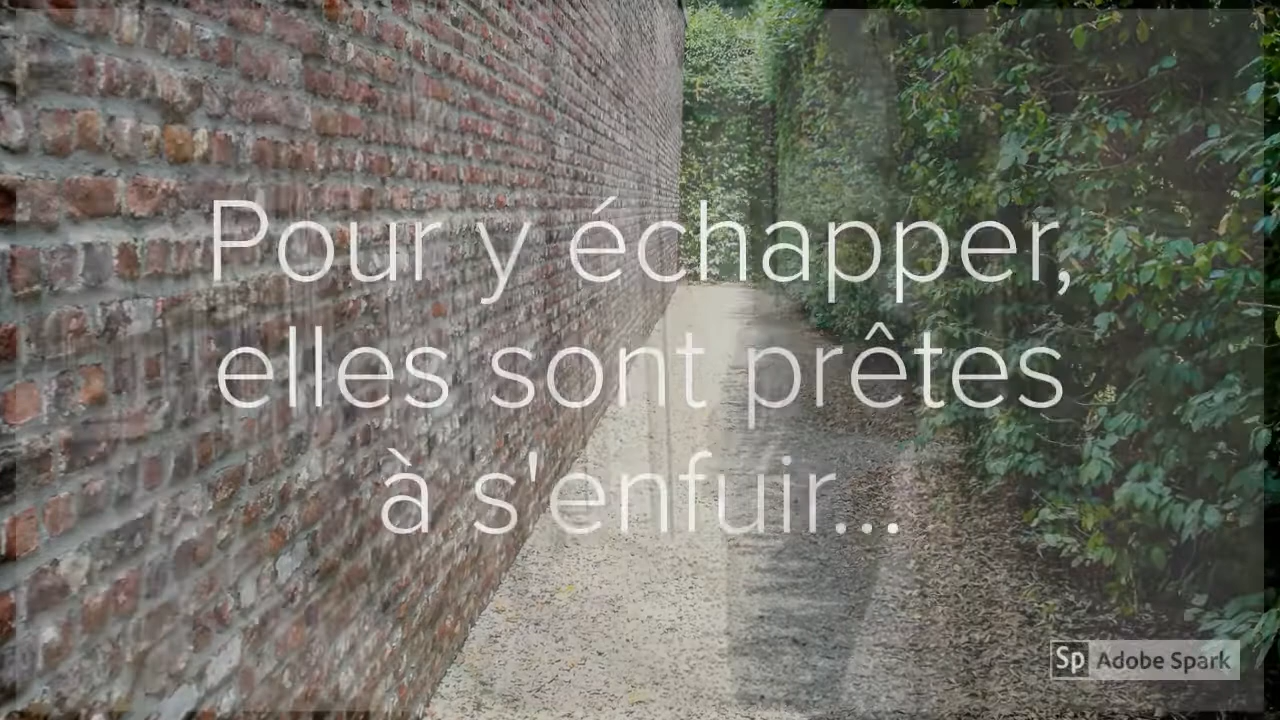 Pour y échapper,
elles sont prêtes
à s'enfuir...
Sp Adobe Spark